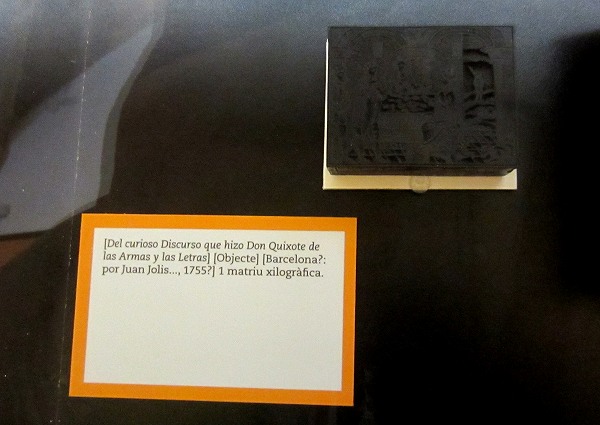 [Del curioso Discurso que hizo Don Quixote de
las Armas y las Letras] [Objecte] [Barcelona?:
por Juan Jolis..., 1755?] 1 matriu xilogràfica.